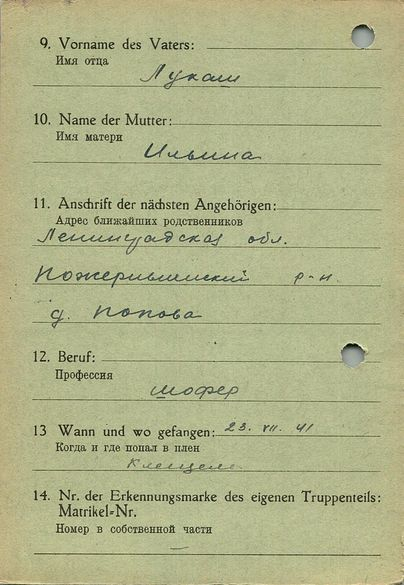 9. Vorname des Vaters:
Имя отца
Лукаш
10. Name der Mutter:
Имя матери
Ильина
11. Anschrift der nächsten Angehörigen:
Адрес ближайших родственников
Ленинградская обл.
Пожеревицкий р-н.
д. Попова
12. Beruf:
Профессия
шофер
13 Wann und wo gefangen: 23. VII. 41
Когда и где попал в плен
14. Nr. der Erkennungsmarke des eigenen Truppenteils:
Matrikel-Nr.
Номер в собственной части
—